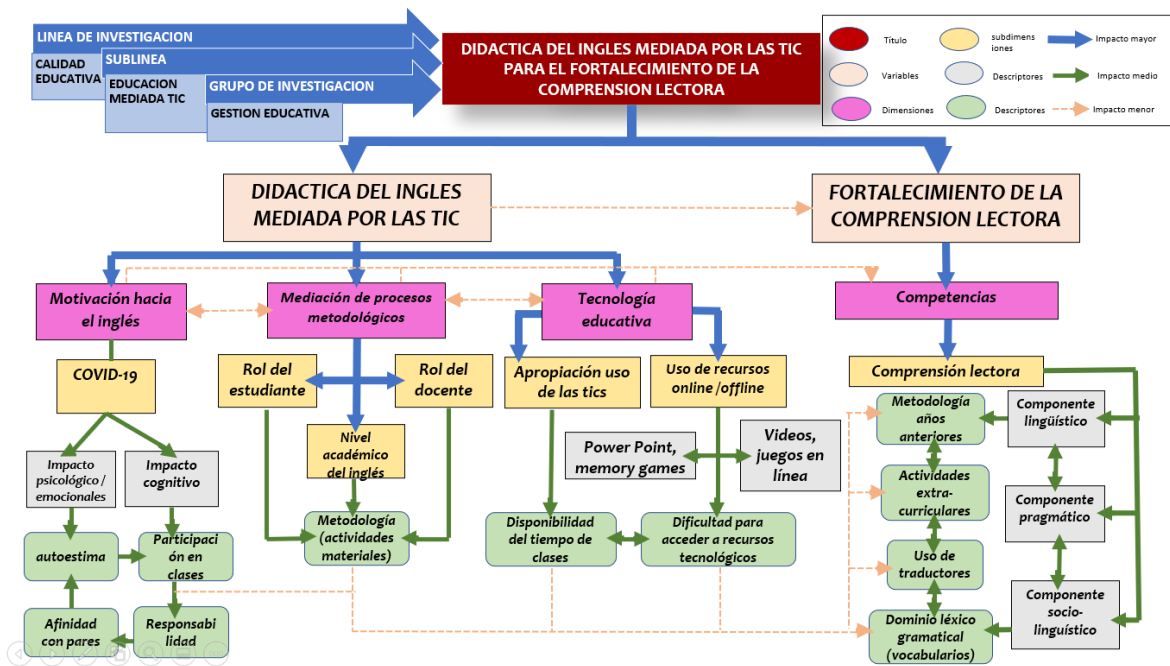 LINEA DE INVESTIGACION
CALIDAD
EDUCATIVA
SUBLINEA
EDUCACION
MEDIADA TIC
GRUPO DE INVESTIGACION
GESTION EDUCATIVA
DIDACTICA DEL INGLES MEDIADA POR LAS TIC
PARA EL FORTALECIMIENTO DE LA
COMPRENSION LECTORA
Título
subdimens
iones
Impacto mayor
Variables
Descriptores
Impacto medio
Dimensiones
Descriptores
Impacto menor
DIDACTICA DEL INGLES
MEDIADA POR LAS TIC
FORTALECIMIENTO DE LA
COMPRENSION LECTORA
Motivación hacia
el inglés
Mediación de procesos
metodológicos
Tecnología
educativa
Competencias
COVID-19
Rol del
estudiante
Rol del
docente
Apropiación uso
de las tics
Uso de recursos
online /offline
Comprensión lectora
Nivel
académico
del inglés
Power Point,
memory games
Videos,
juegos en
línea
Metodología
años
anteriores
Componente
lingüístico
Impacto
psicológico /
emocionales
Impacto
cognitivo
Actividades
extra-
curriculares
Componente
pragmático
autoestima
Participaci
ón en
clases
Metodología
(actividades
materiales)
Disponibilidad
del tiempo de
clases
Dificultad para
acceder a recursos
tecnológicos
Uso de
traductores
Componente
socio-
linguístico
Afinidad
con pares
Responsabi
lidad
Dominio léxico
gramatical
(vocabularios)